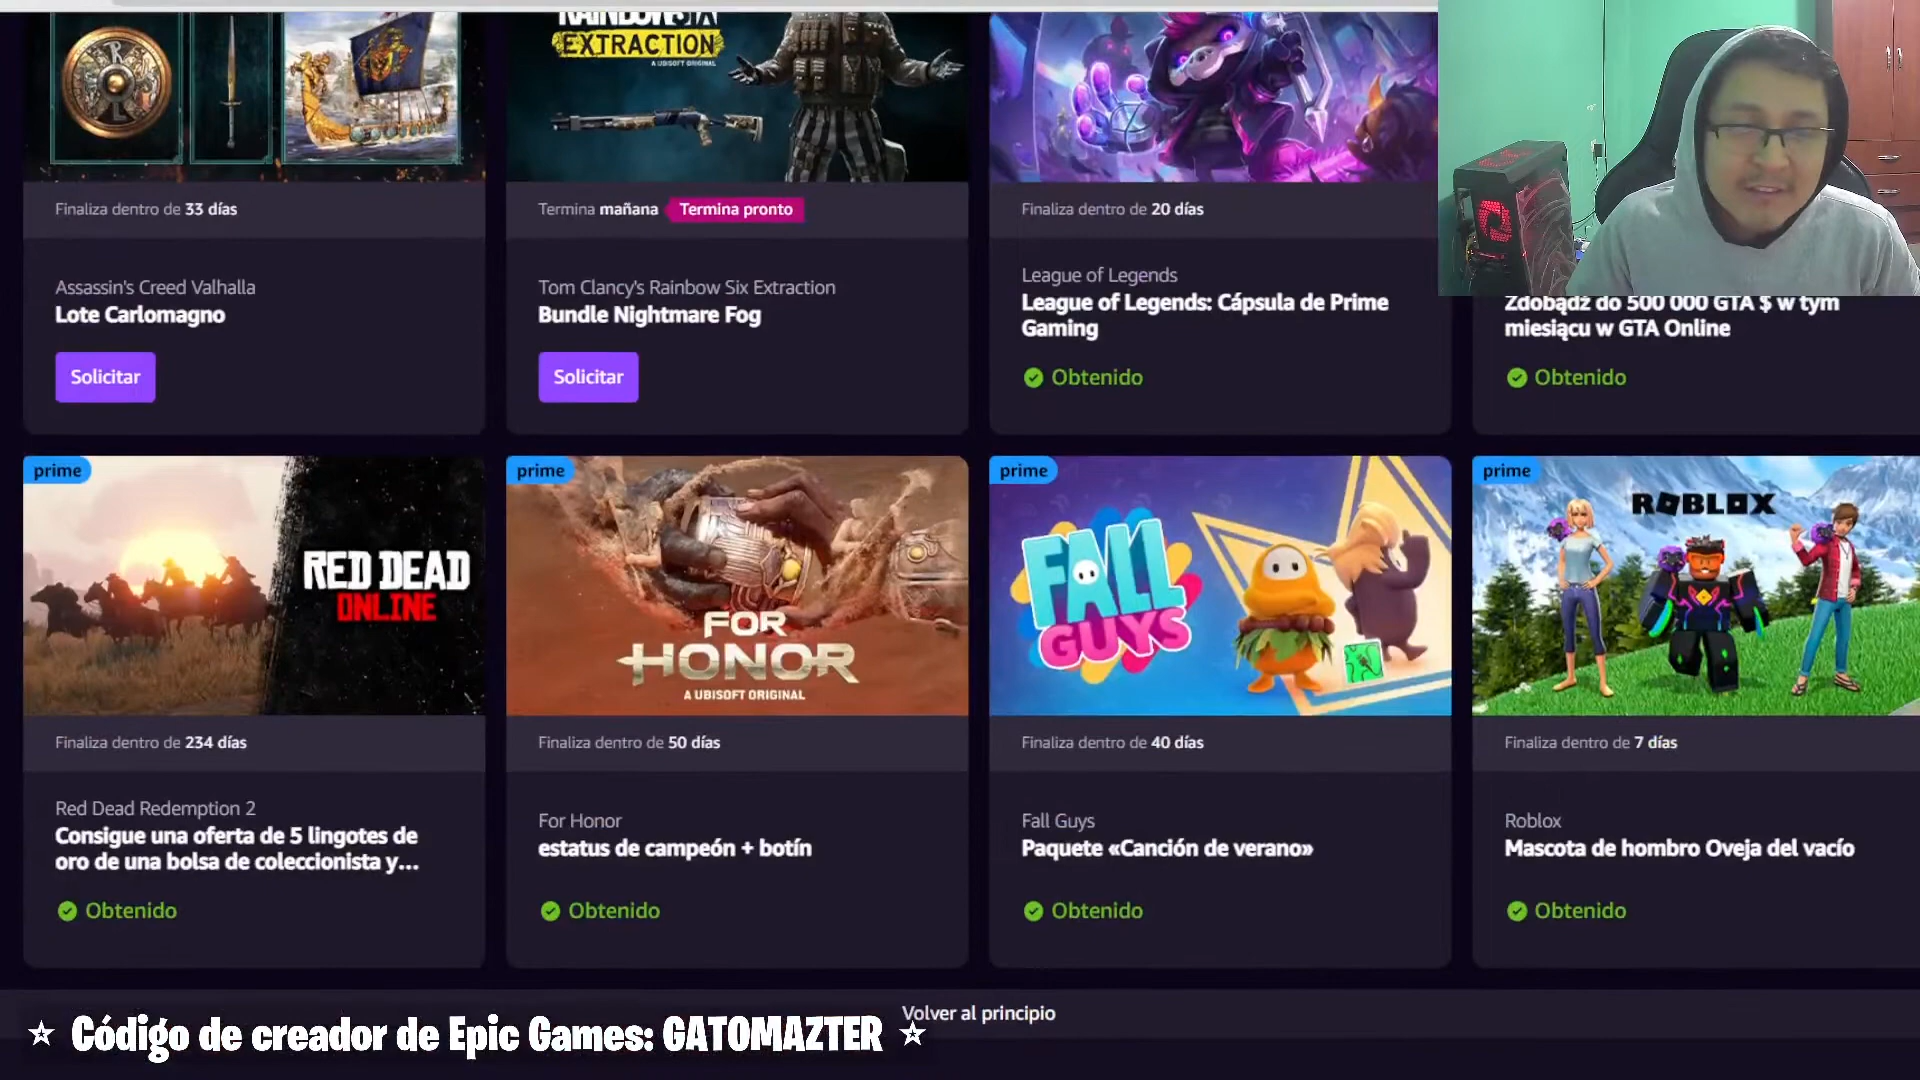 RAINBOW SIX
EXTRACTION
A UBISOFT ORIGINAL
Finaliza dentro de 33 días
Termina mañana Termina pronto
Finaliza dentro de 20 días
Assassin's Creed Valhalla
Lote Carlomagno
Tom Clancy's Rainbow Six Extraction
Bundle Nightmare Fog
League of Legends
League of Legends: Cápsula de Prime
Gaming
Zdobądź do 500 000 GTA $ w tym
miesiącu w GTA Online
Solicitar
Solicitar
Obtenido
Obtenido
prime
RED DEAD
ONLINE
prime
FOR
HONOR
A UBISOFT ORIGINAL
prime
FALL
GUYS
prime
ROBLOX
Finaliza dentro de 234 días
Finaliza dentro de 50 días
Finaliza dentro de 40 días
Finaliza dentro de 7 días
Red Dead Redemption 2
Consigue una oferta de 5 lingotes de
oro de una bolsa de coleccionista y...
For Honor
estatus de campeón + botín
Fall Guys
Paquete «Canción de verano»
Roblox
Mascota de hombro Oveja del vacío
Obtenido
Obtenido
Obtenido
Obtenido
Volver al principio
☆ Código de creador de Epic Games: GATOMAZTER ☆